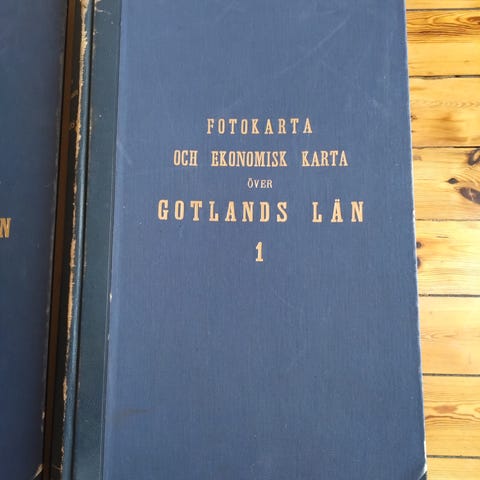 FOTOKARTA
OCH EKONOMISK KARTA
ÖVER
GOTLANDS LÄN
1
N